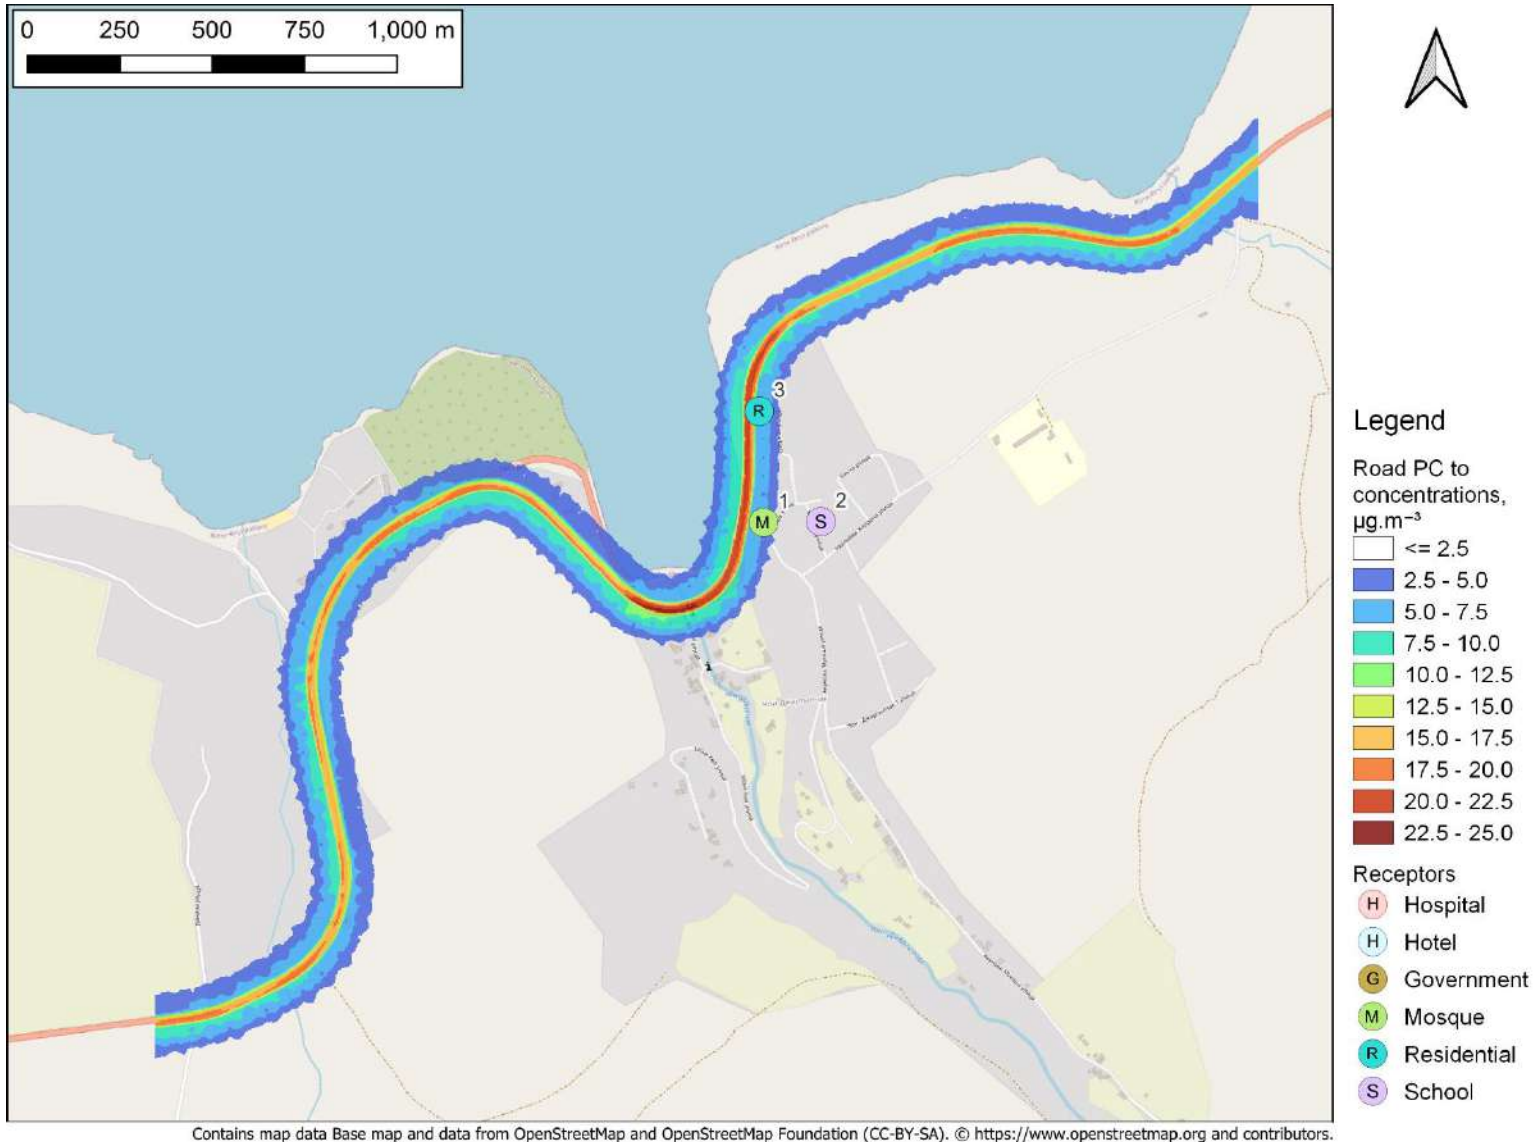 0 250 500 750 1,000 m
3
R
1
2
M
S
Legend
Road PC to
concentrations,
µg.m⁻³
<= 2.5
2.5 - 5.0
5.0 - 7.5
7.5 - 10.0
10.0 - 12.5
12.5 - 15.0
15.0 - 17.5
17.5 - 20.0
20.0 - 22.5
22.5 - 25.0
Receptors
H Hospital
H Hotel
G Government
M Mosque
R Residential
S School
Contains map data Base map and data from OpenStreetMap and OpenStreetMap Foundation (CC-BY-SA). © https://www.openstreetmap.org and contributors.